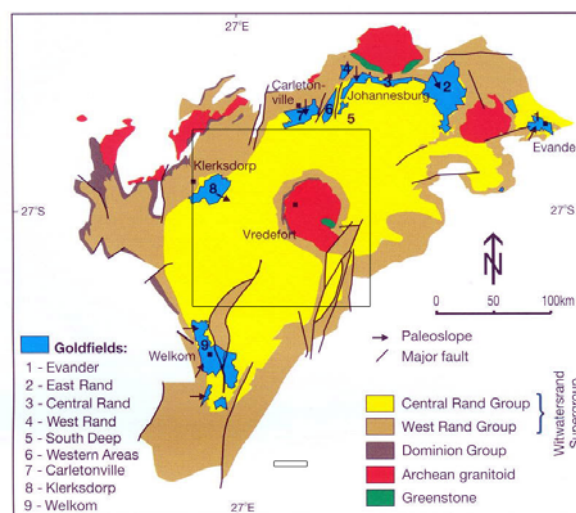 27°E
Carleton-
ville
4
3
Johannesburg
2
7
6
5
1
Evander
Klerksdorp
8
27°S
27°S
Vredefort
N
0 50 100km
9
Welkom
Paleoslope
Major fault
Goldfields:
1 - Evander
2 - East Rand
3 - Central Rand
4 - West Rand
5 - South Deep
6 - Western Areas
7 - Carletonville
8 - Klerksdorp
9 - Welkom
Central Rand Group
West Rand Group
Witwatersrand
Supergroup
Dominion Group
Archean granitoid
Greenstone
27°E